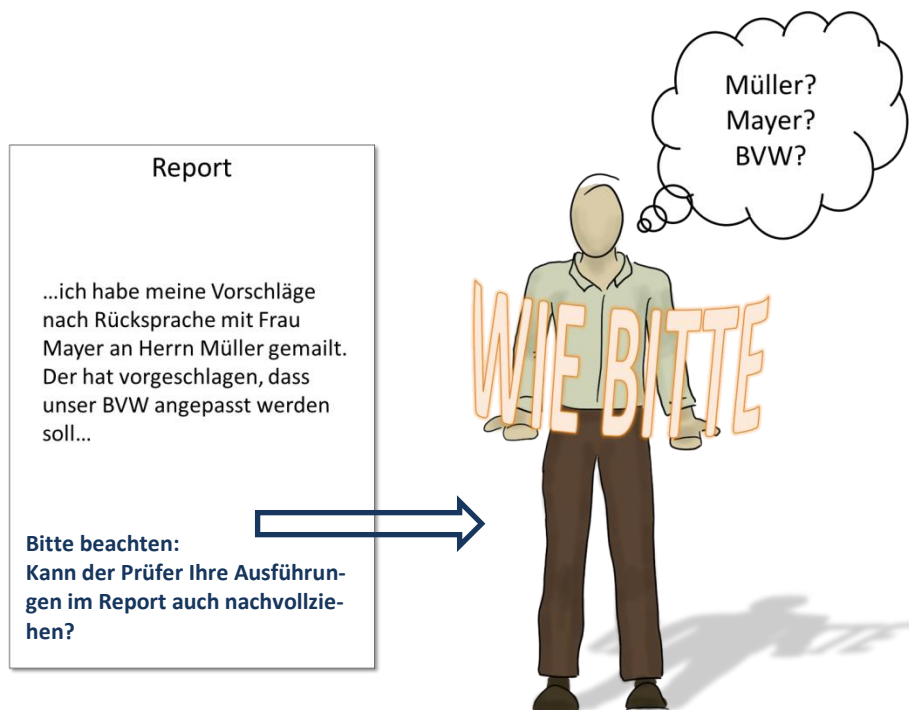 Report
...ich habe meine Vorschläge
nach Rücksprache mit Frau
Mayer an Herrn Müller gemailt.
Der hat vorgeschlagen, dass
unser BVW angepasst werden
soll...
Bitte beachten:
Kann der Prüfer Ihre Ausführun-
gen im Report auch nachvollzie-
hen?
Müller?
Mayer?
BVW?
WIE BITTE